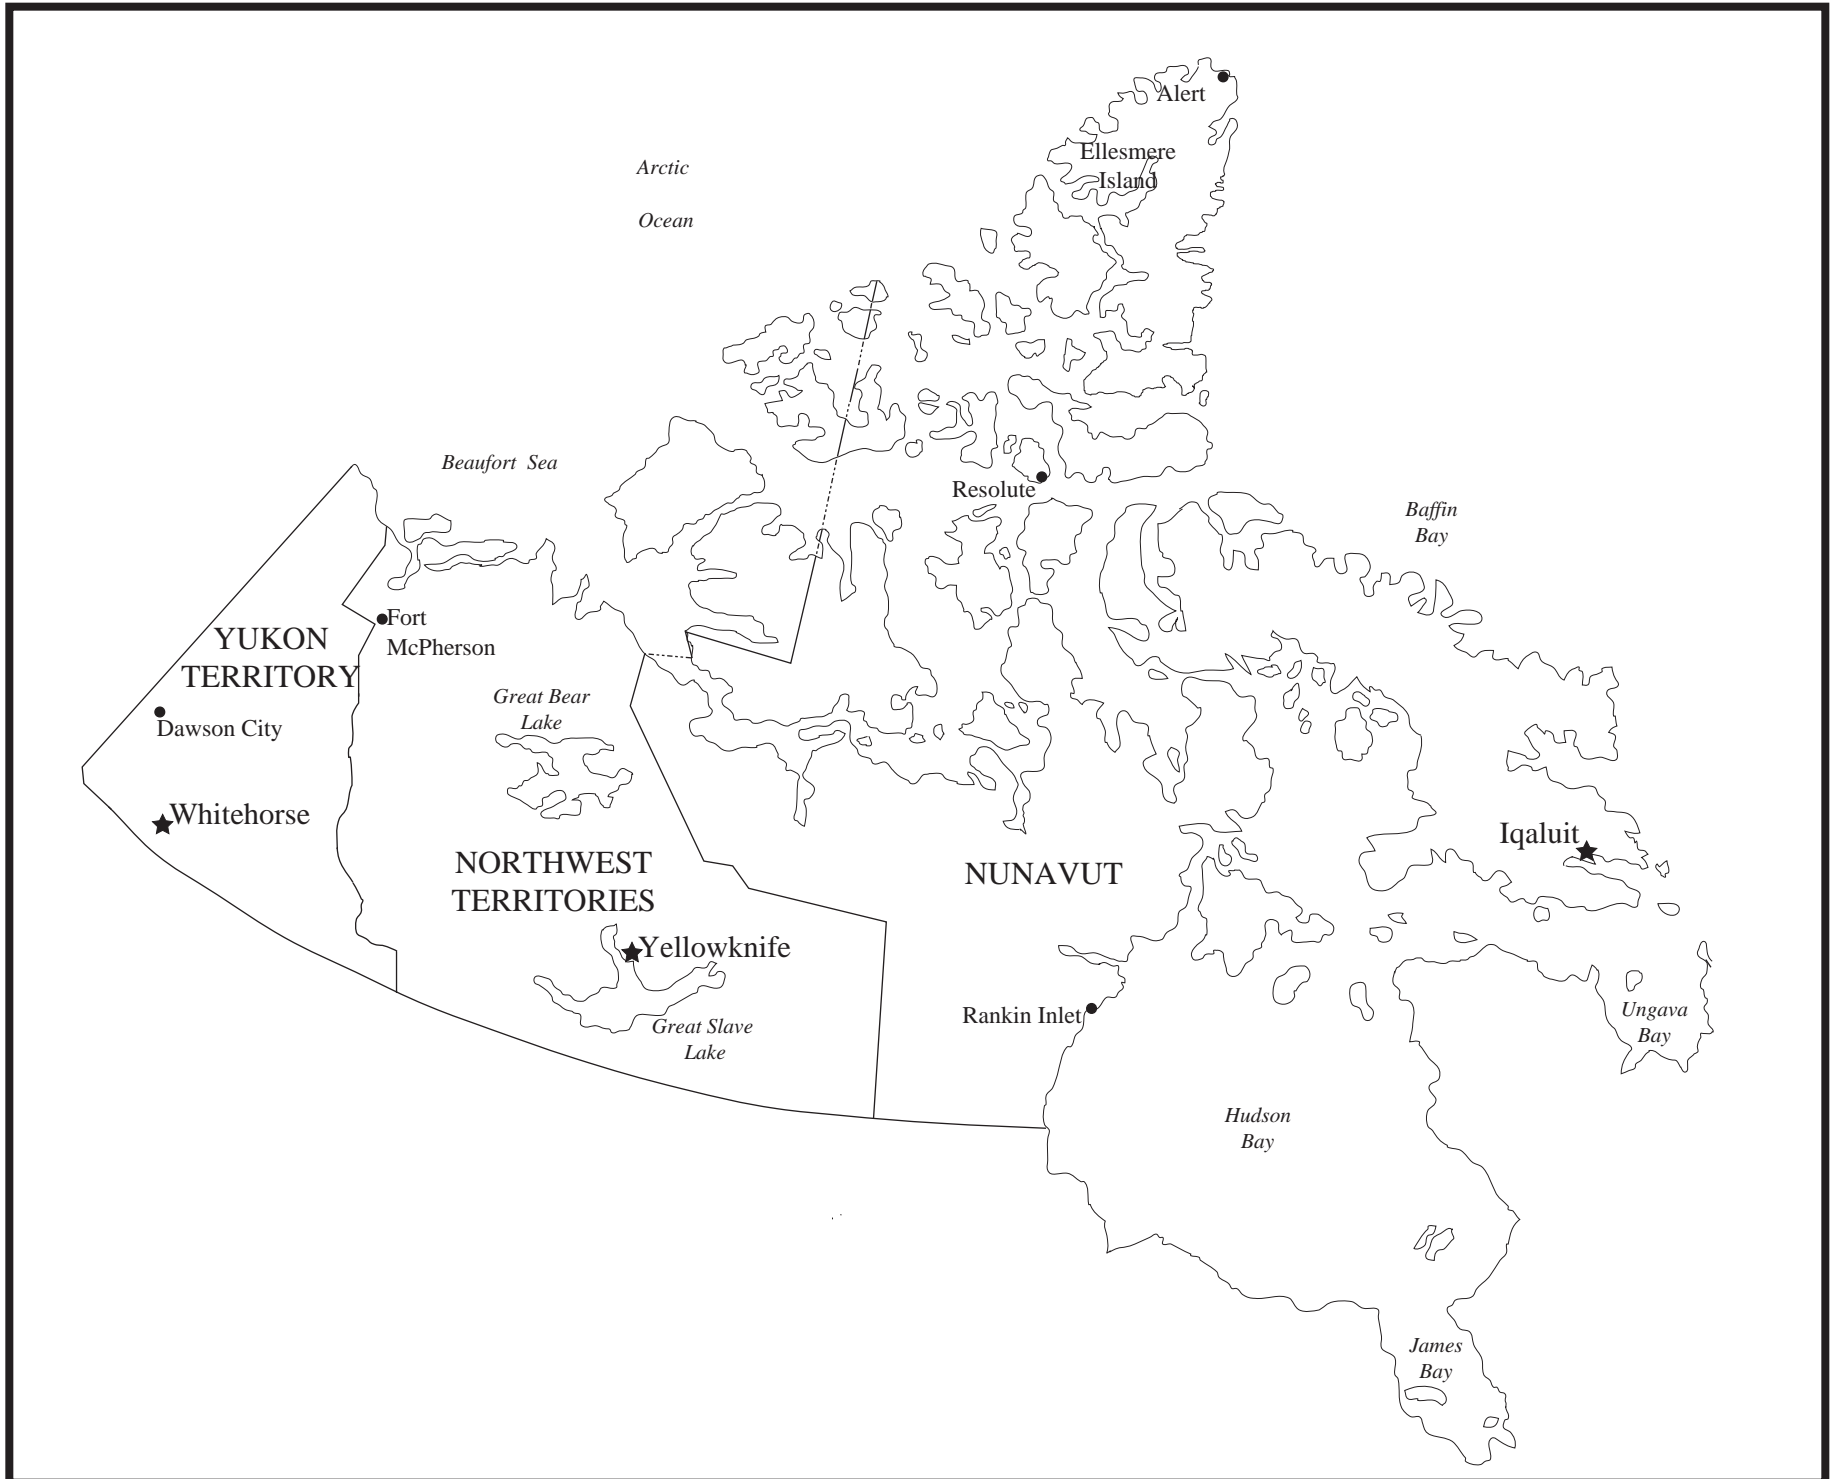 Alert
Ellesmere
Island
Arctic
Ocean
Beaufort Sea
Resolute
Baffin
Bay
Fort
McPherson
YUKON
TERRITORY
Great Bear
Lake
Dawson City
Whitehorse
Iqaluit
NORTHWEST
TERRITORIES
NUNAVUT
Yellowknife
Rankin Inlet
Great Slave
Lake
Ungava
Bay
Hudson
Bay
James
Bay